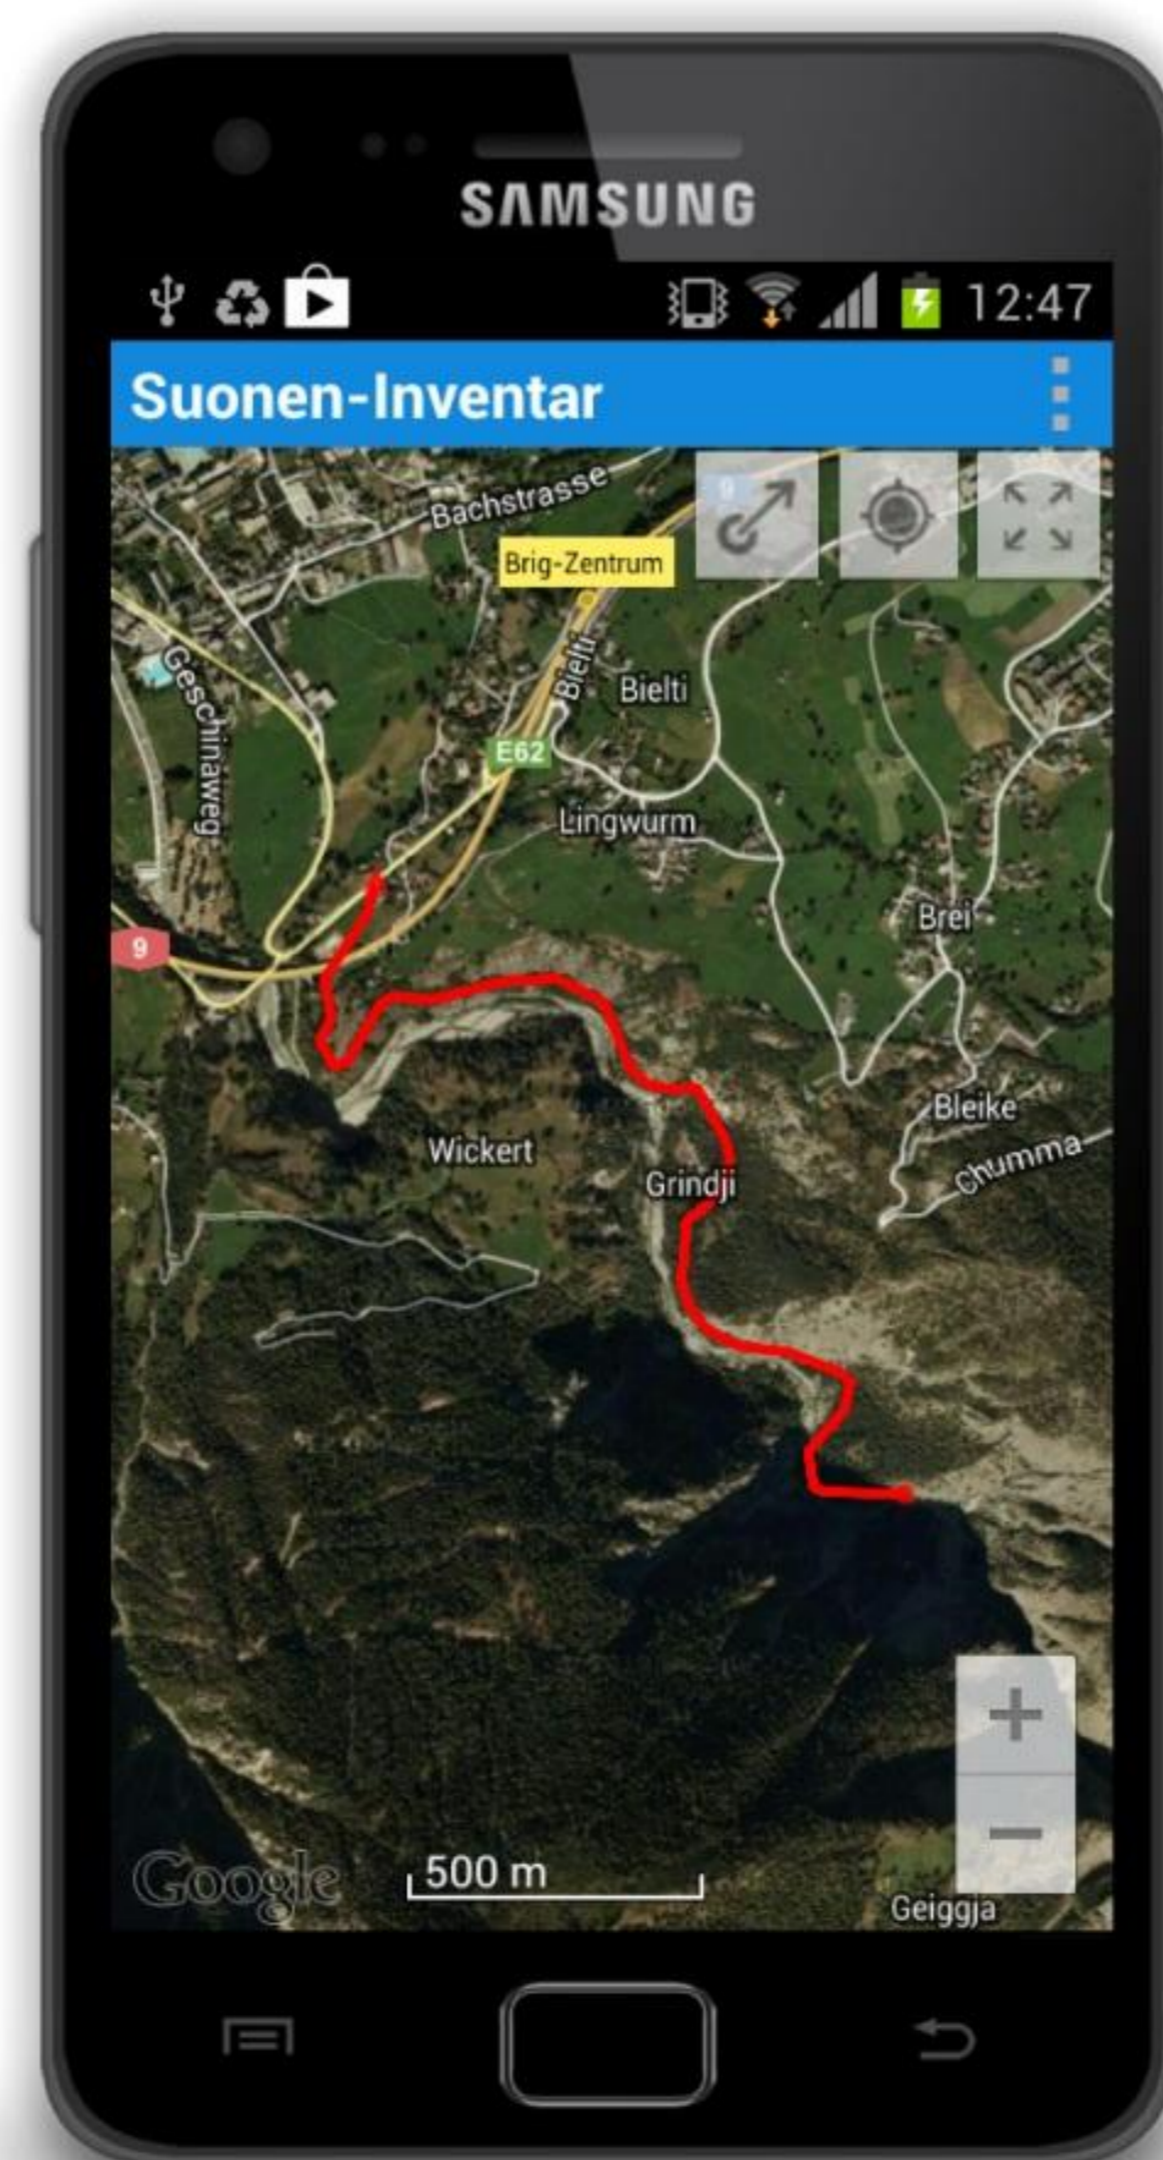 SAMSUNG
12:47
Suonen-Inventar
Bachstrasse
9
Brig-Zentrum
Bielti
Bielti
Geschinaweg
E62
Lingwurm
Brei
9
Bleike
Wickert
Chumma
Grindji
Google
500 m
Geiggja